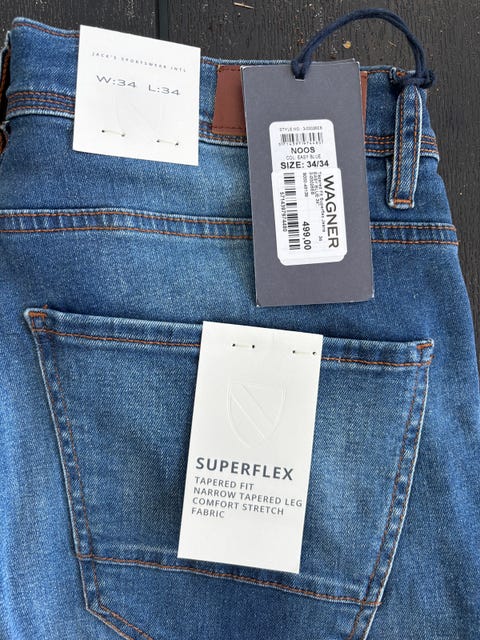 JACK'S SPORTSWEAR INTL
W:34 L:34
NOOS
COL. EASY BLUE
SIZE: 34/34
WAGNER
499,00
SUPERFLEX
TAPERED FIT
NARROW TAPERED LEG
COMFORT STRETCH
FABRIC